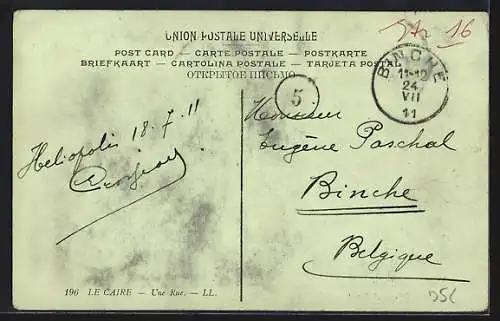 UNION POSTALE UNIVERSELLE
POST CARD — CARTE POSTALE — POSTKARTE
BRIEFKAART — CARTOLINA POSTALE — TARJETA POSTAL
ОТКРЫТОЕ ПИСЬМО
16
BINCHE
11-12
24
VII
11
5
Heliopolis 18.7.11
Monsieur
Eugène Paschal
Binche
Belgique
196 LE CAIRE — Une Rue. — LL.